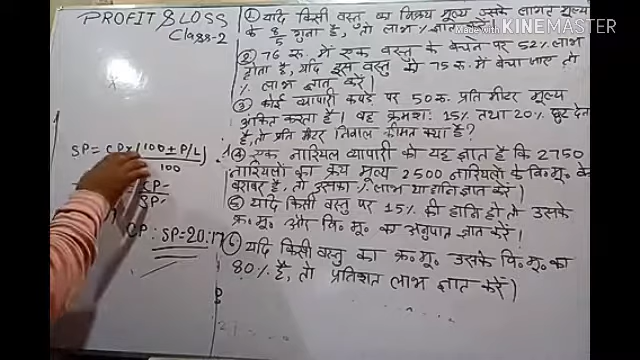 PROFIT & LOSS
Class-2
Made with
KINEMASTER
① यदि किसी वस्तु का विक्रय मूल्य उसके लागत मूल्य
के 8/5 गुना है, तो लाभ
② 76 रु. में एक वस्तु के बेचने पर 52% लाभ
होता है, यदि इस वस्तु को 75 रु. में बेचा जाए तो
% लाभ ज्ञात करें।
③ कोई व्यापारी कपड़े पर 50 रु. प्रति मीटर मूल्य
अंकित करता है। वह क्रमशः 15% तथा 20% छूट देता
है, तो प्रति मीटर कीमत क्या है?
④ एक नारियल व्यापारी को यह ज्ञात है कि 2750
नारियलों का क्रय मूल्य 2500 नारियलों के वि॰मू॰ के
बराबर है, तो उसका % लाभ या हानि ज्ञात करें।
⑤ यदि किसी वस्तु पर 15% की हानि हो तो उसके
क्र॰मू॰ और वि॰मू॰ का अनुपात ज्ञात करें।
⑥ यदि किसी वस्तु का क्र॰मू॰ उसके वि॰मू॰ का
80% है, तो प्रतिशत लाभ ज्ञात करें।
SP = CP × (100 ± P/L)
100
= CP
SP
CP : SP = 20:17